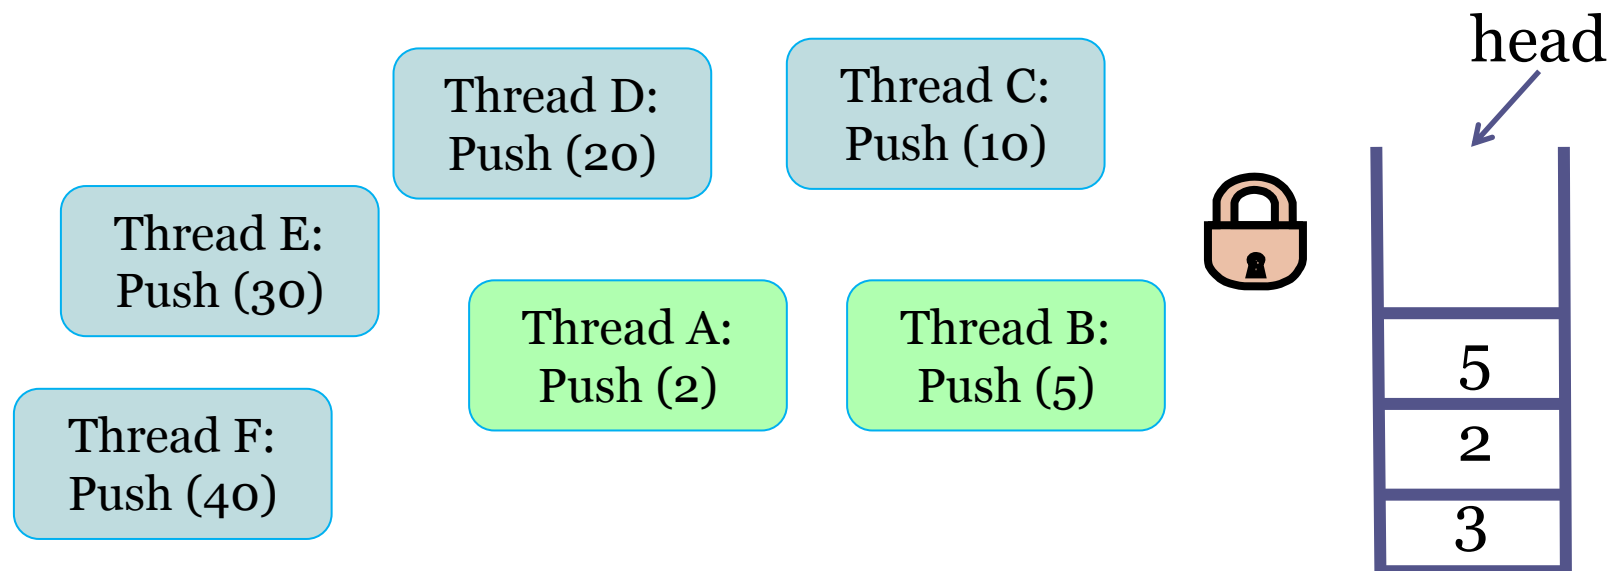 head
Thread D:
Push (20)
Thread C:
Push (10)
Thread E:
Push (30)
Thread A:
Push (2)
Thread B:
Push (5)
Thread F:
Push (40)
5
2
3